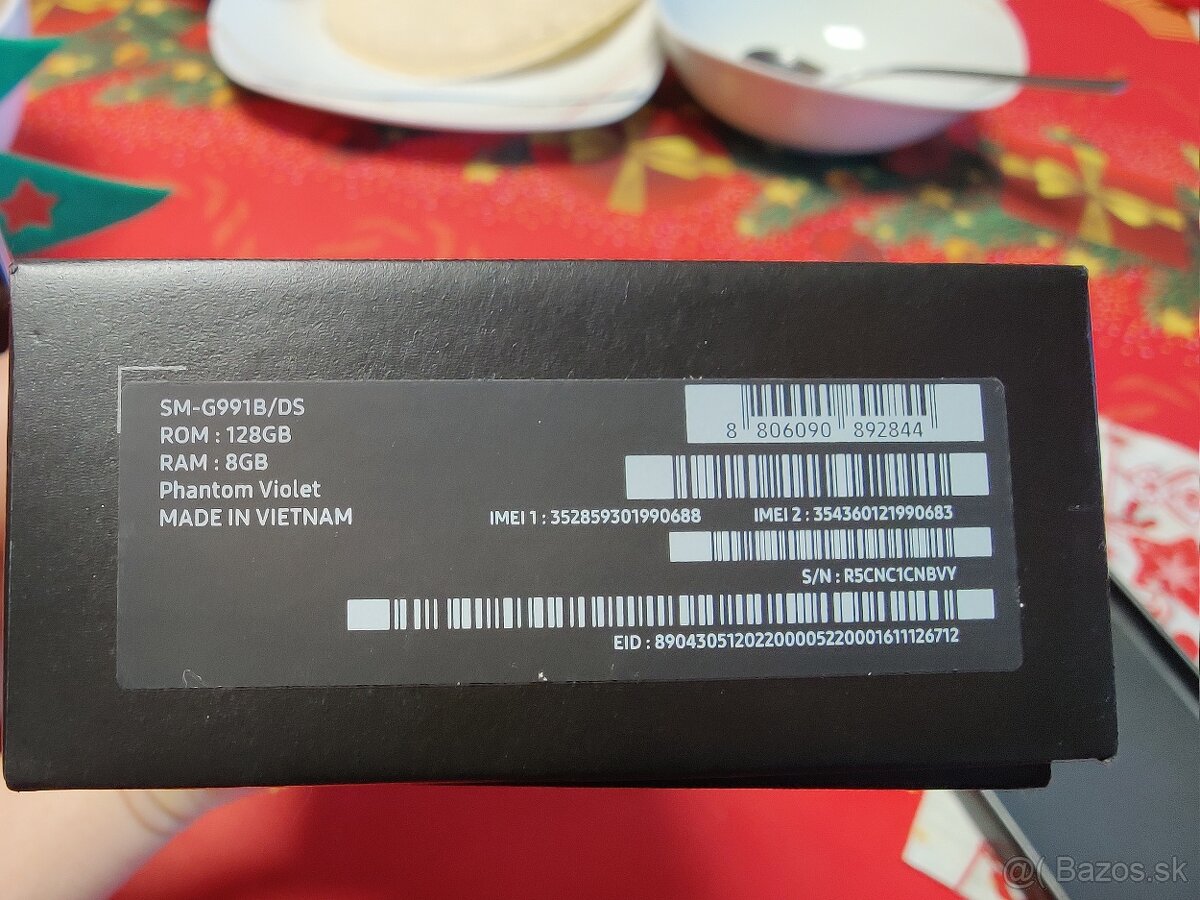 SM-G991B/DS
ROM : 128GB
RAM : 8GB
Phantom Violet
MADE IN VIETNAM
8 806090 892844
IMEI 1 : 352859301990688 IMEI 2 : 354360121990683
S/N : R5CNC1CNBVY
EID : 89043051202200005220001611126712
@( Bazos.sk